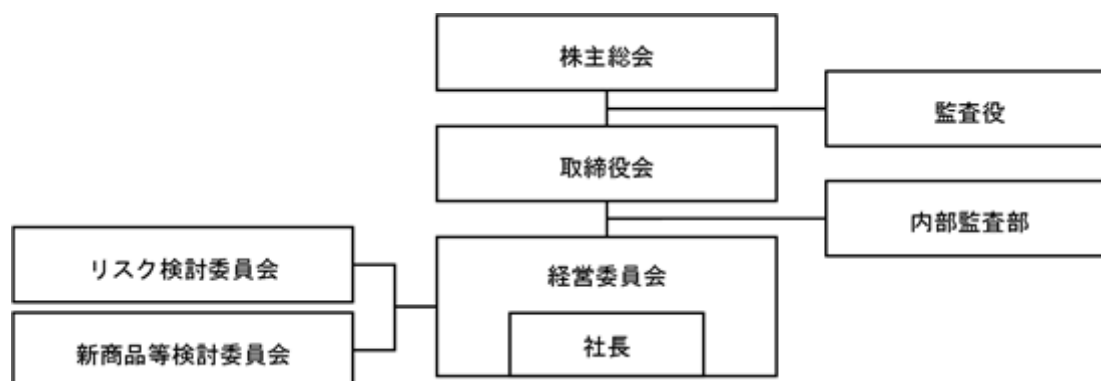 株主総会
監査役
取締役会
内部監査部
リスク検討委員会
経営委員会
社長
新商品等検討委員会